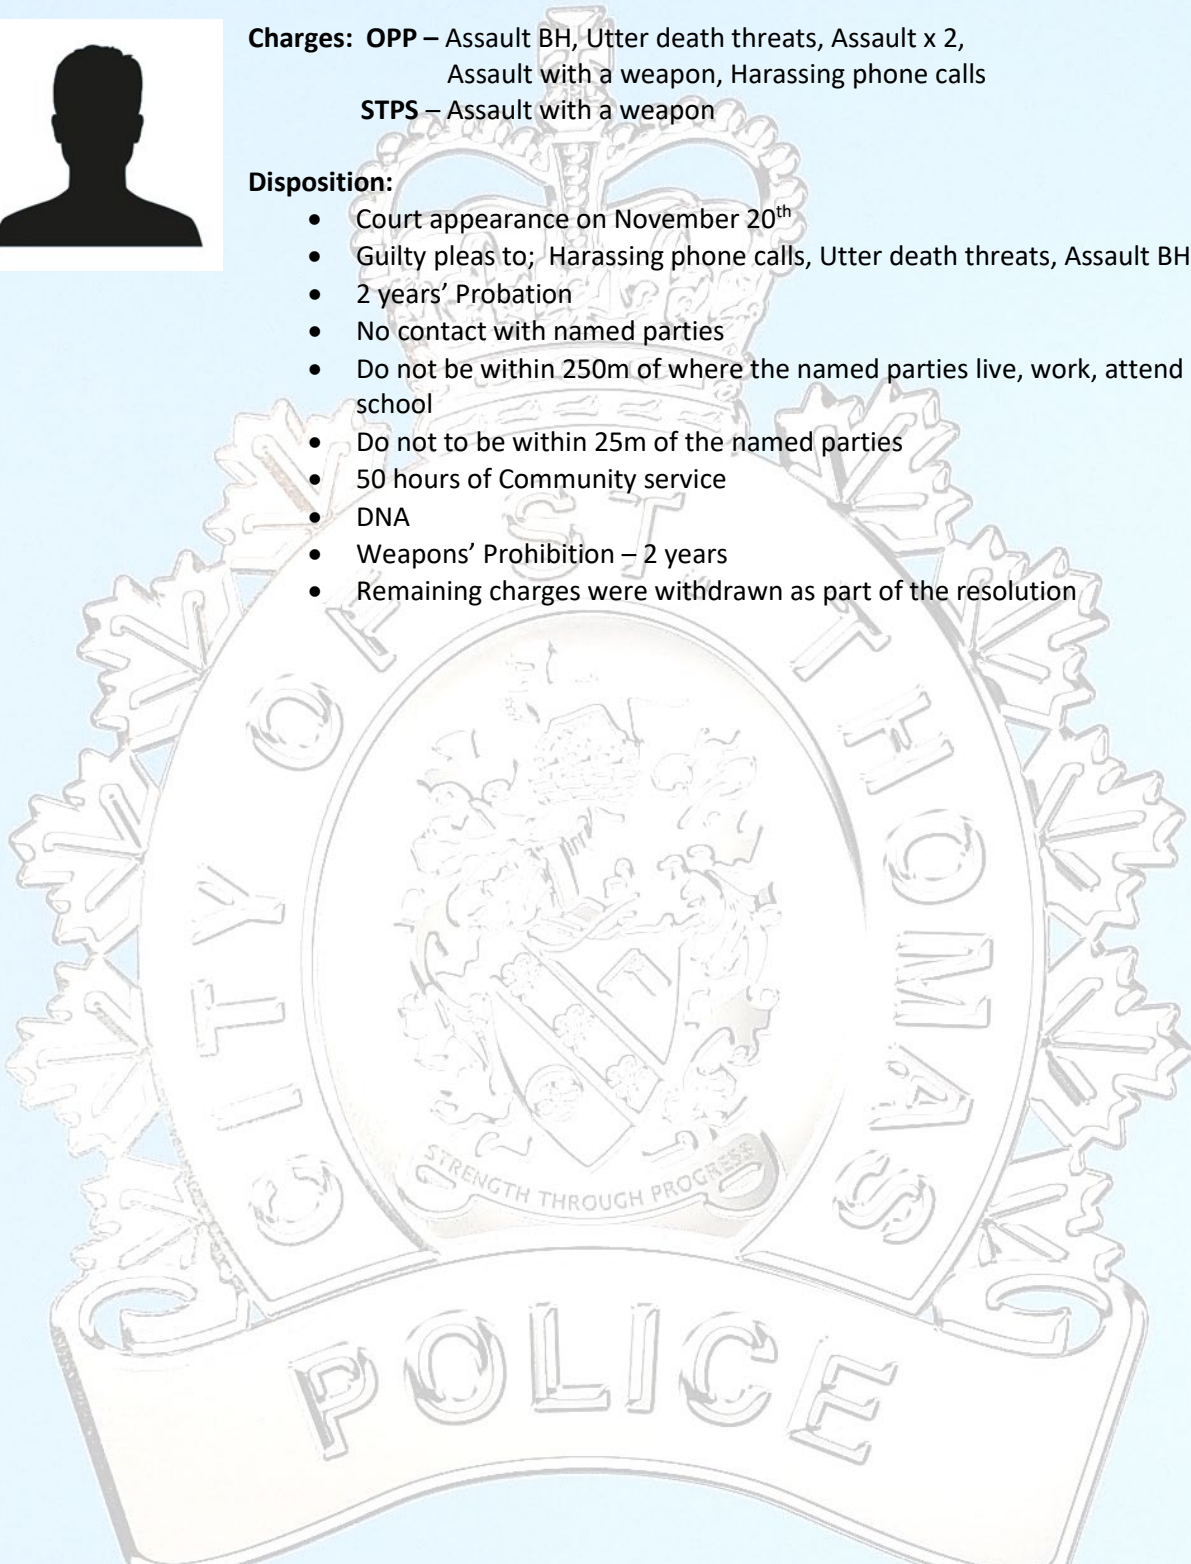 Charges: OPP – Assault BH, Utter death threats, Assault x 2,
Assault with a weapon, Harassing phone calls
STPS – Assault with a weapon
Disposition:
• Court appearance on November 20th
• Guilty pleas to; Harassing phone calls, Utter death threats, Assault BH
• 2 years’ Probation
• No contact with named parties
• Do not be within 250m of where the named parties live, work, attend
school
• Do not to be within 25m of the named parties
• 50 hours of Community service
• DNA
• Weapons’ Prohibition – 2 years
• Remaining charges were withdrawn as part of the resolution
CITY OF ST. THOMAS
STRENGTH THROUGH PROGRESS
POLICE